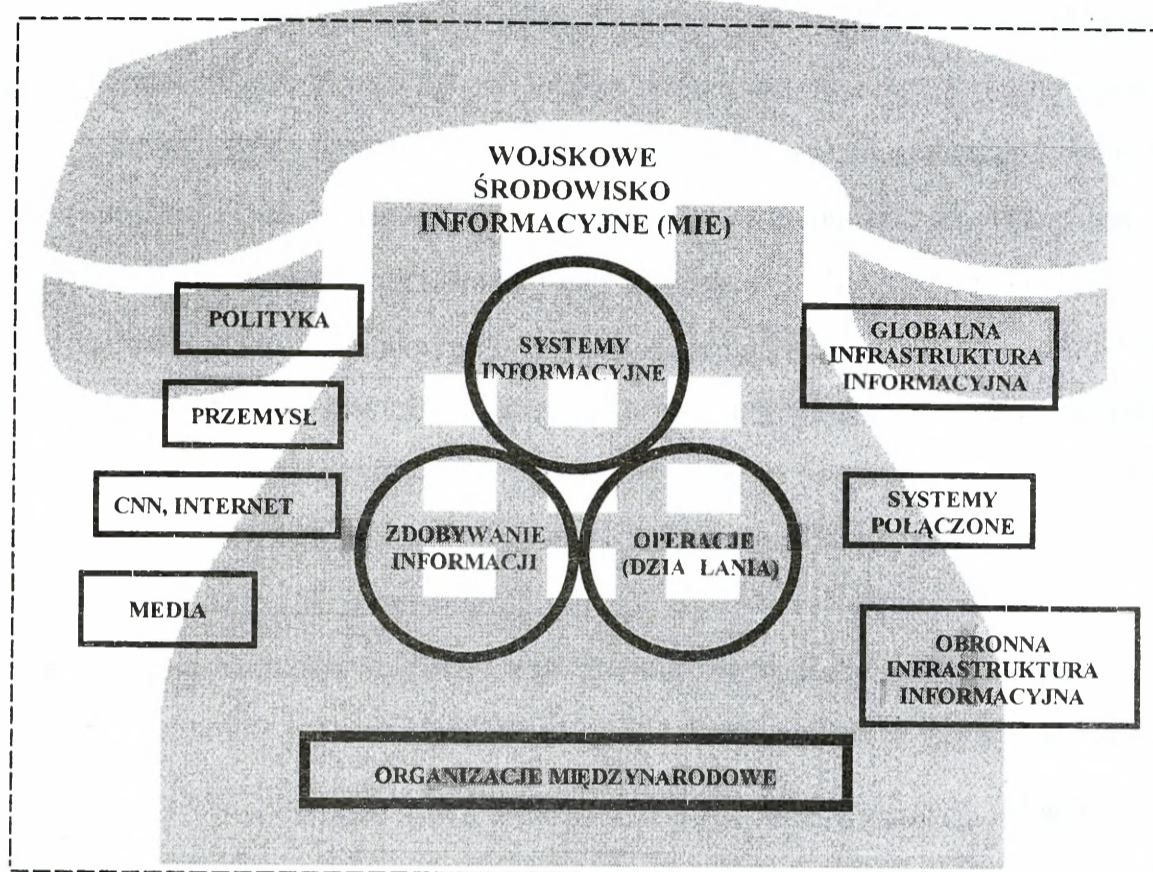 WOJSKOWE
ŚRODOWISKO
INFORMACYJNE (MIE)
SYSTEMY
INFORMACYJNE
ZDOBYWANIE
INFORMACJI
OPERACJE
(DZIA LANIA)
POLITYKA
PRZEMYSŁ
CNN, INTERNET
MEDIA
GLOBALNA
INFRASTRUKTURA
INFORMACYJNA
SYSTEMY
POŁĄCZONE
OBRONNA
INFRASTRUKTURA
INFORMACYJNA
ORGANIZACJE MIĘDZYNARODOWE